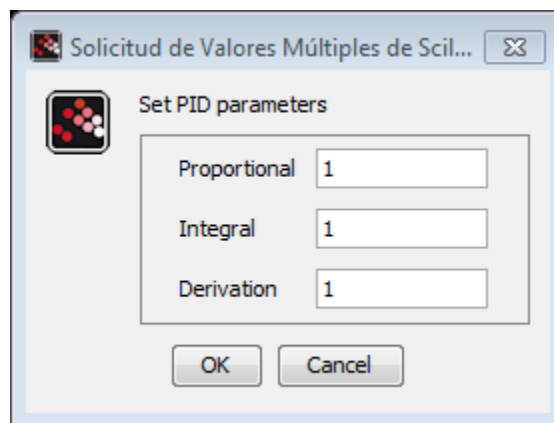 Solicitud de Valores Múltiples de Scil...
Set PID parameters
Proportional 1
Integral 1
Derivation 1
OK Cancel